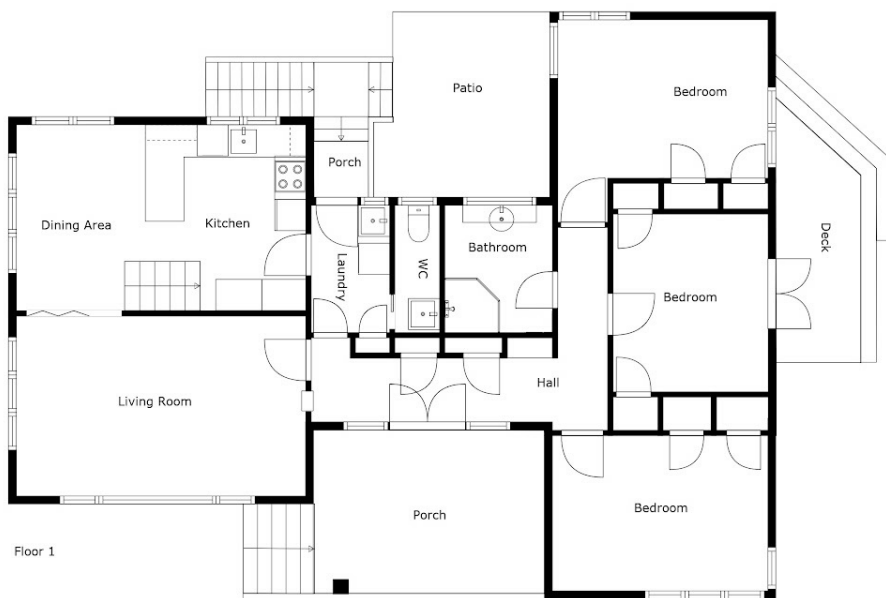 Patio
Bedroom
Porch
Dining Area
Kitchen
Laundry
WC
Bathroom
Deck
Bedroom
Living Room
Hall
Porch
Bedroom
Floor 1